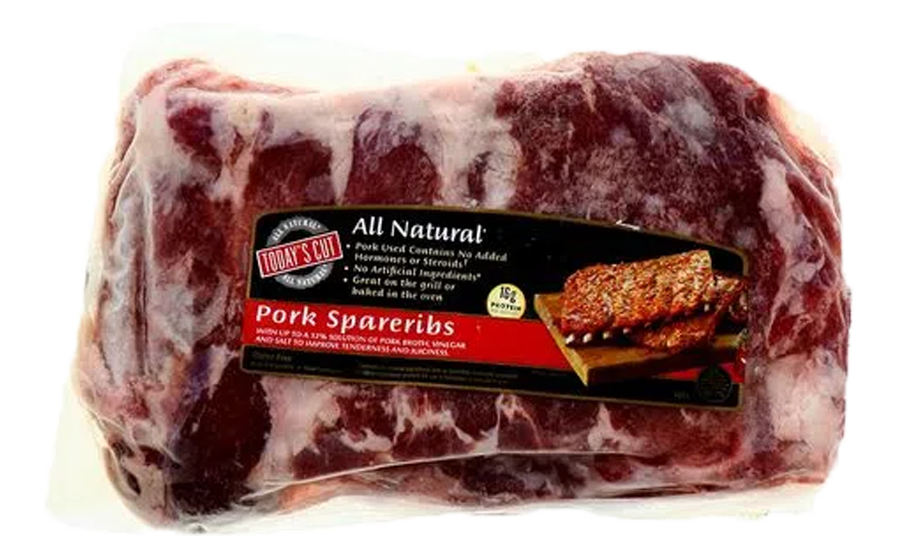 ALL NATURAL
TODAY'S CUT
ALL NATURAL
All Natural*
• Pork Used Contains No Added
Hormones or Steroids†
• No Artificial Ingredients*
• Great on the grill or
baked in the oven
16g
PROTEIN
Pork Spareribs
WITH UP TO A 12% SOLUTION OF PORK BROTH, VINEGAR
AND SALT TO IMPROVE TENDERNESS AND JUICINESS.
Gluten Free